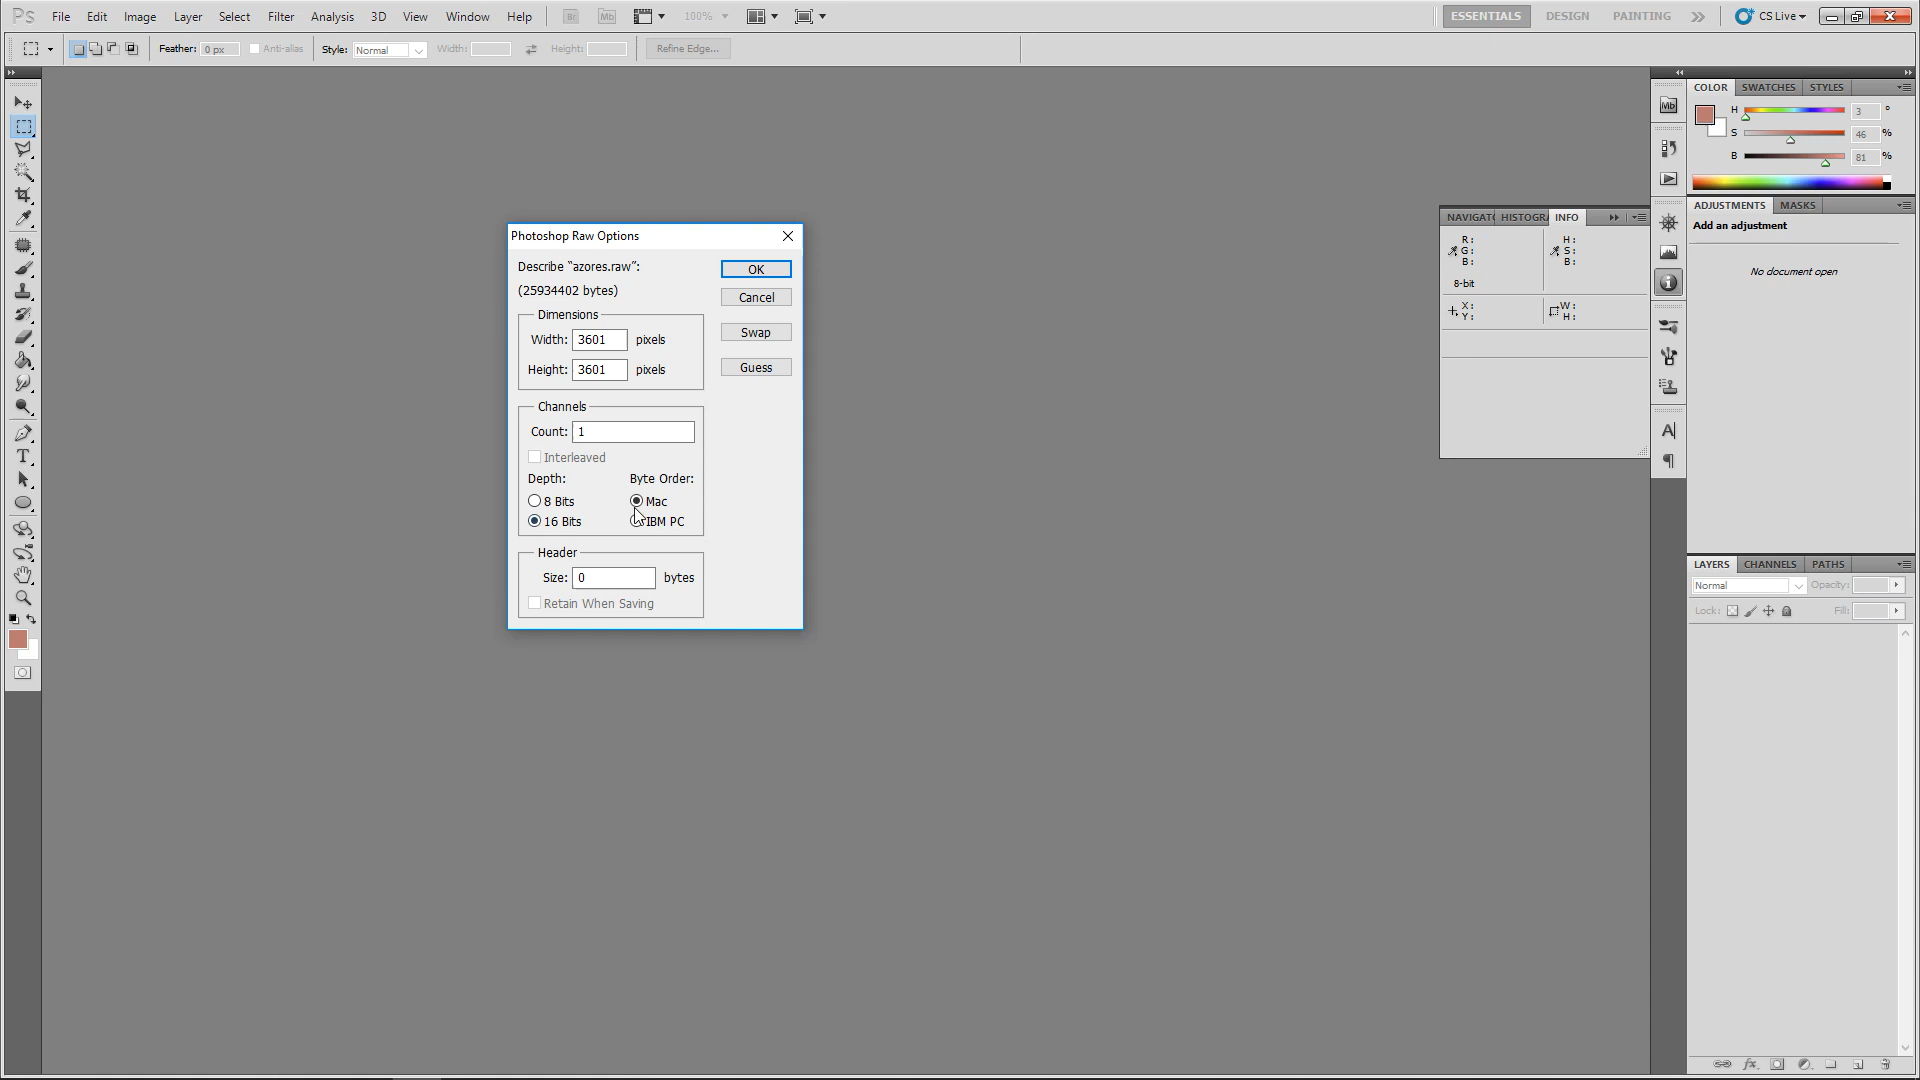 Ps File Edit Image Layer Select Filter Analysis 3D View Window Help Br Mb 100% ESSENTIALS DESIGN PAINTING CS Live
Feather: 0 px Anti-alias Style: Normal Width: Height: Refine Edge...
COLOR SWATCHES STYLES
Mb
H 3 °
S 46 %
B 81 %
ADJUSTMENTS MASKS
Add an adjustment
No document open
NAVIGAT HISTOGRA INFO
R: H:
G: S:
B: B:
8-bit
X: W:
Y: H:
Photoshop Raw Options
Describe “azores.raw”: OK
(25934402 bytes) Cancel
Dimensions
Width: 3601 pixels Swap
Height: 3601 pixels Guess
Channels
Count: 1
Interleaved
Depth: Byte Order:
8 Bits Mac
16 Bits IBM PC
Header
Size: 0 bytes
Retain When Saving
LAYERS CHANNELS PATHS
Normal Opacity:
Lock: Fill: